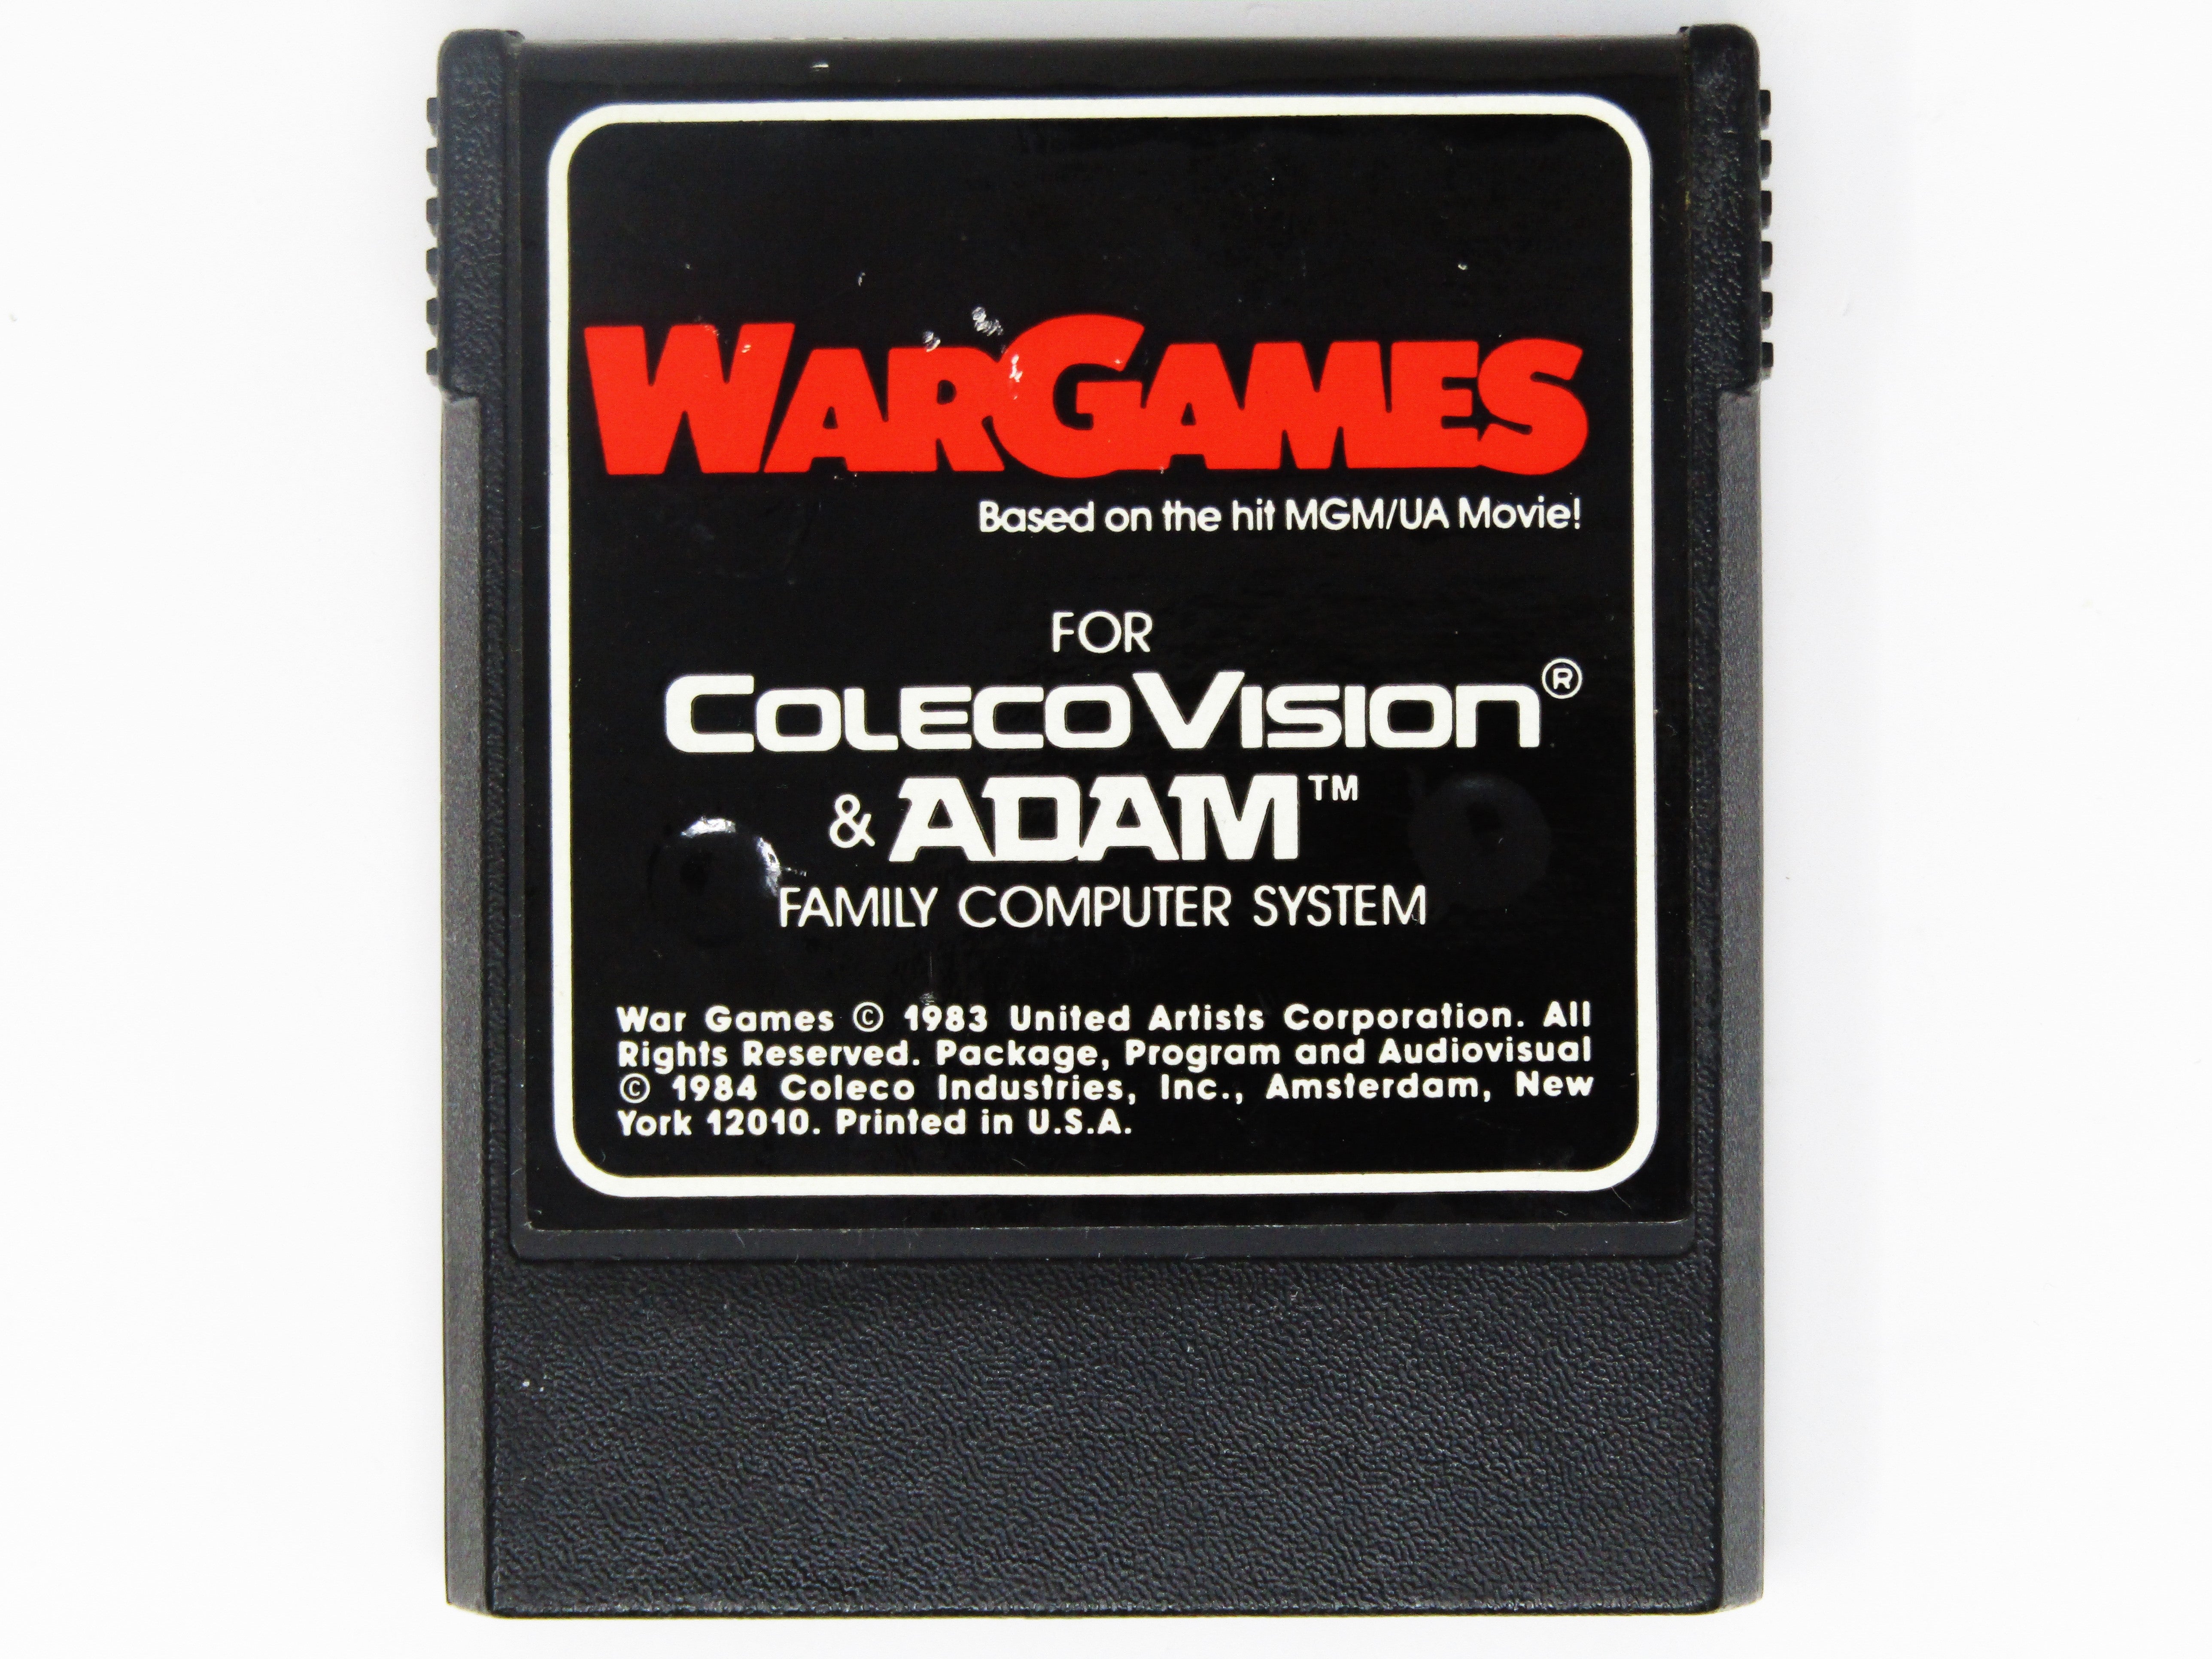 WARGAMES
Based on the hit MGM/UA Movie!
FOR
COLECOVISION®
& ADAM™
FAMILY COMPUTER SYSTEM
War Games © 1983 United Artists Corporation. All
Rights Reserved. Package, Program and Audiovisual
© 1984 Coleco Industries, Inc., Amsterdam, New
York 12010. Printed in U.S.A.